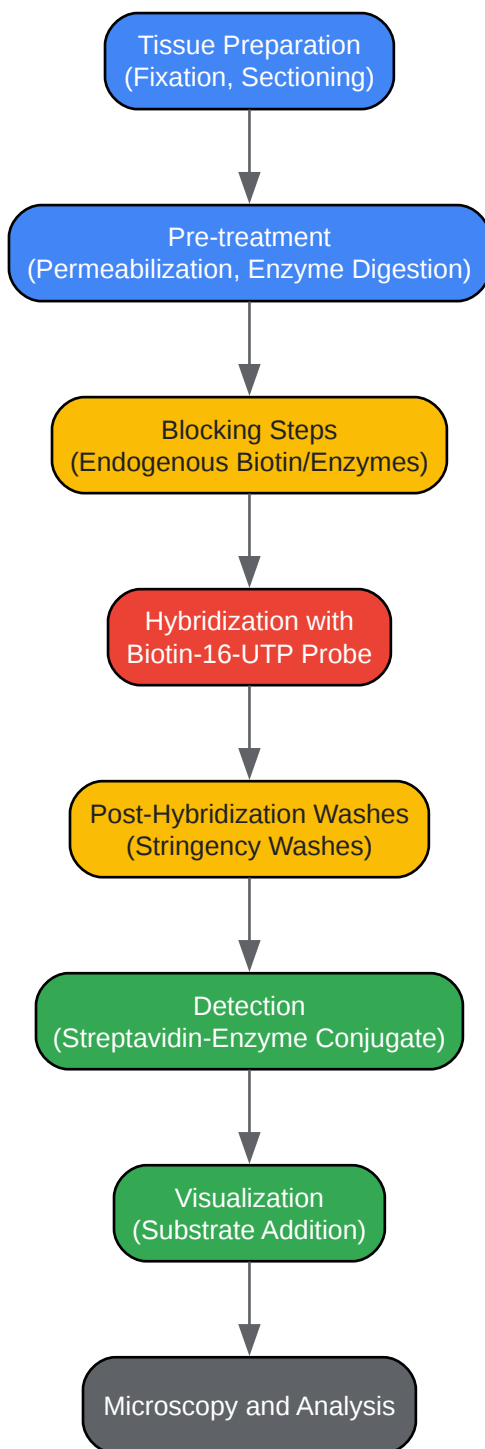 Tissue Preparation
(Fixation, Sectioning)
Pre-treatment
(Permeabilization, Enzyme Digestion)
Blocking Steps
(Endogenous Biotin/Enzymes)
Hybridization with
Biotin-16-UTP Probe
Post-Hybridization Washes
(Stringency Washes)
Detection
(Streptavidin-Enzyme Conjugate)
Visualization
(Substrate Addition)
Microscopy and Analysis